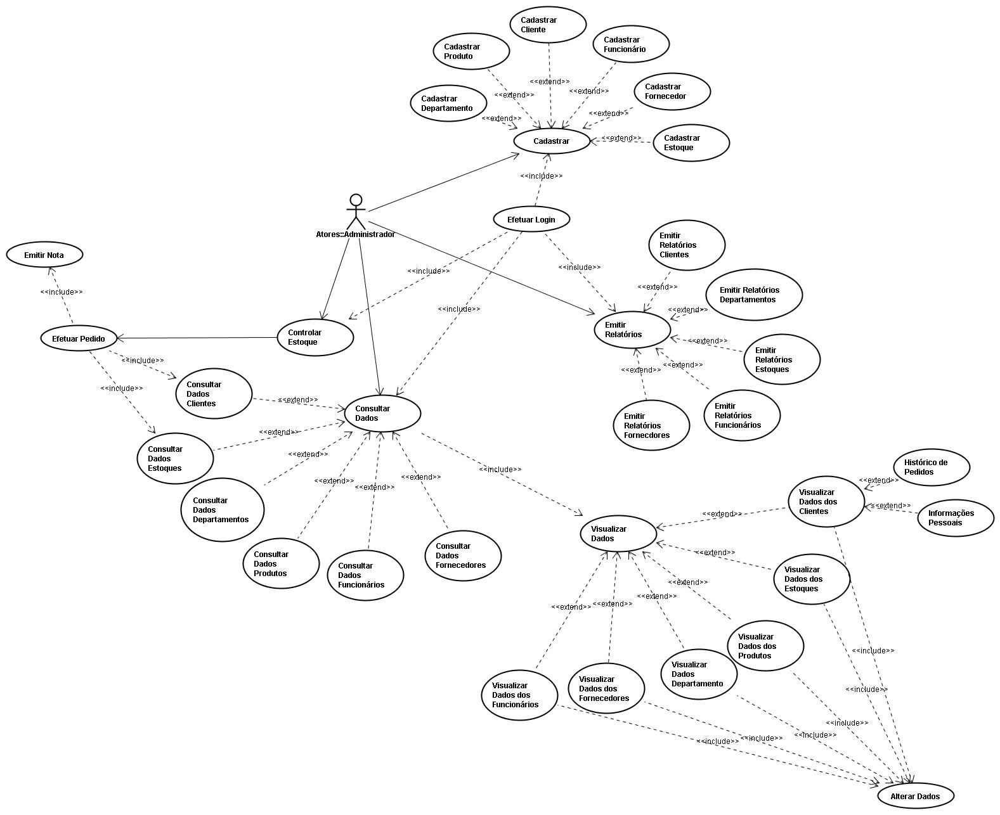 Cadastrar
Cliente
Cadastrar
Produto
Cadastrar
Funcionário
<<extend>>
<<extend>>
<<extend>>
Cadastrar
Fornecedor
Cadastrar
Departamento
<<extend>>
<<extend>>
Cadastrar
<<extend>>
Cadastrar
Estoque
<<include>>
Efetuar Login
Atores::Administrador
Emitir
Relatórios
Clientes
Emitir Nota
<<include>>
<<include>>
<<include>>
<<extend>>
Emitir Relatórios
Departamentos
<<include>>
<<extend>>
Efetuar Pedido
Controlar
Estoque
Emitir
Relatórios
<<extend>>
Emitir
Relatórios
Estoques
<<include>>
<<extend>>
<<extend>>
<<include>>
Consultar
Dados
Clientes
<<extend>>
Consultar
Dados
Emitir
Relatórios
Fornecdores
Emitir
Relatórios
Funcionários
<<extend>>
Consultar
Dados
Estoques
<<extend>>
<<extend>>
<<extend>>
<<extend>>
<<include>>
Histórico de
Pedidos
<<extend>>
Consultar
Dados
Departamentos
Visualizar
Dados dos
Clientes
<<extend>>
Informações
Pessoais
<<extend>>
Visualizar
Dados
Consultar
Dados
Produtos
Consultar
Dados
Funcionários
Consultar
Dados
Fornecedores
<<extend>>
Visualizar
Dados dos
Estoques
<<extend>>
<<extend>>
<<extend>>
<<extend>>
Visualizar
Dados dos
Produtos
<<include>>
Visualizar
Dados dos
Funcionários
Visualizar
Dados dos
Fornecedores
Visualizar
Dados
Departamento
<<include>>
<<include>>
<<include>>
<<include>>
<<include>>
Alterar Dados